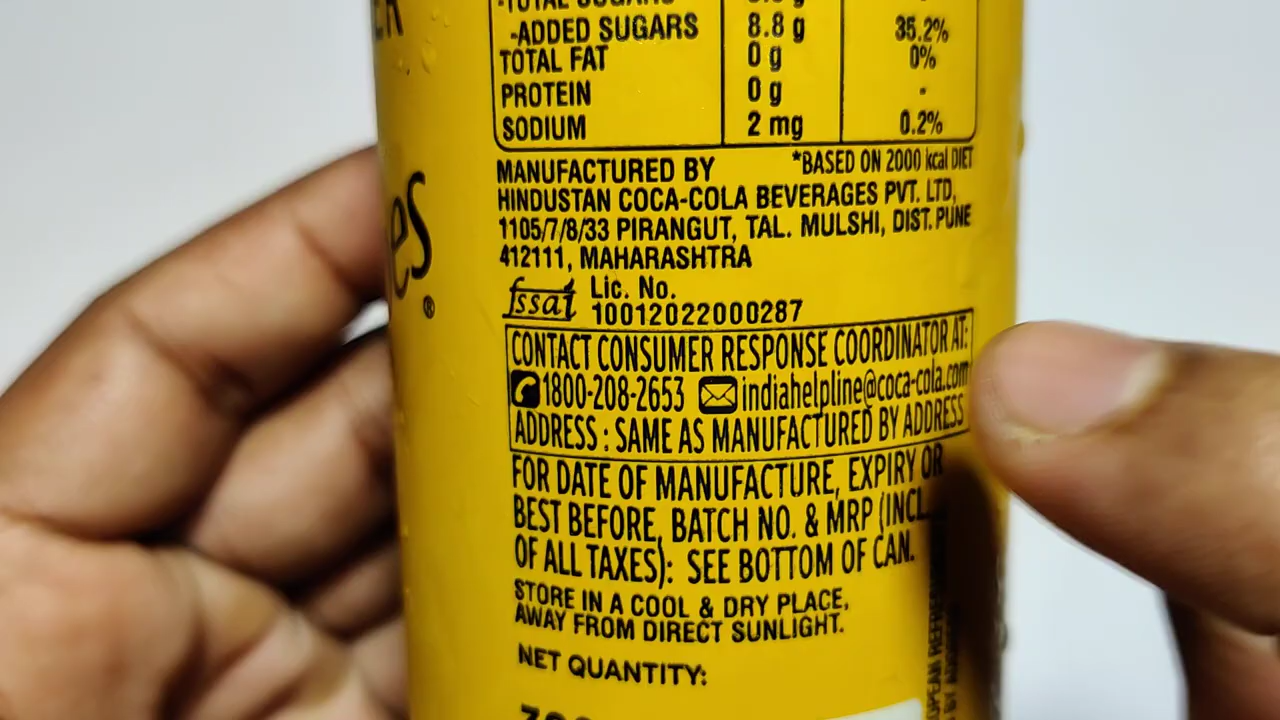 -TOTAL SUGARS
-ADDED SUGARS 8.8 g 35.2%
TOTAL FAT 0 g 0%
PROTEIN 0 g -
SODIUM 2 mg 0.2%
MANUFACTURED BY *BASED ON 2000 kcal DIET
HINDUSTAN COCA-COLA BEVERAGES PVT. LTD,
1105/7/8/33 PIRANGUT, TAL. MULSHI, DIST. PUNE
412111, MAHARASHTRA
fssai Lic. No.
10012022000287
CONTACT CONSUMER RESPONSE COORDINATOR AT:
1800-208-2653 indiahelpline@coca-cola.com
ADDRESS : SAME AS MANUFACTURED BY ADDRESS
FOR DATE OF MANUFACTURE, EXPIRY OR
BEST BEFORE, BATCH NO. & MRP (INCL.
OF ALL TAXES): SEE BOTTOM OF CAN.
STORE IN A COOL & DRY PLACE,
AWAY FROM DIRECT SUNLIGHT.
NET QUANTITY: